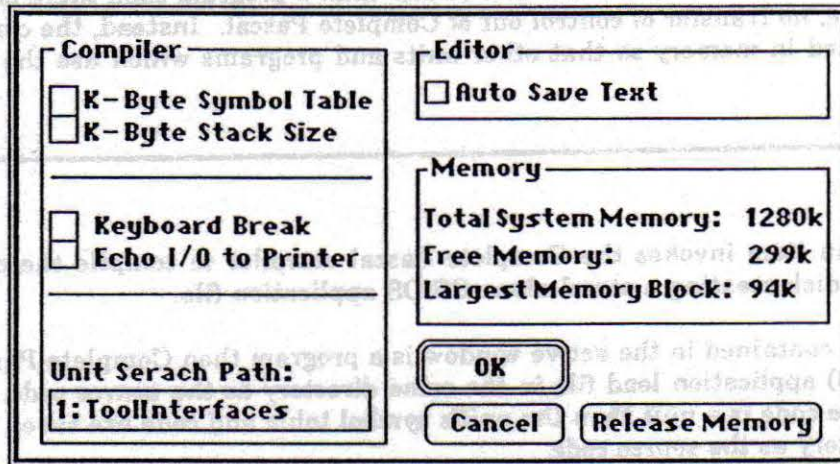 Compiler
K-Byte Symbol Table
K-Byte Stack Size
Keyboard Break
Echo I/O to Printer
Unit Serach Path:
1:ToolInterfaces
Editor
Auto Save Text
Memory
Total System Memory: 1280k
Free Memory: 299k
Largest Memory Block: 94k
OK
Cancel
Release Memory